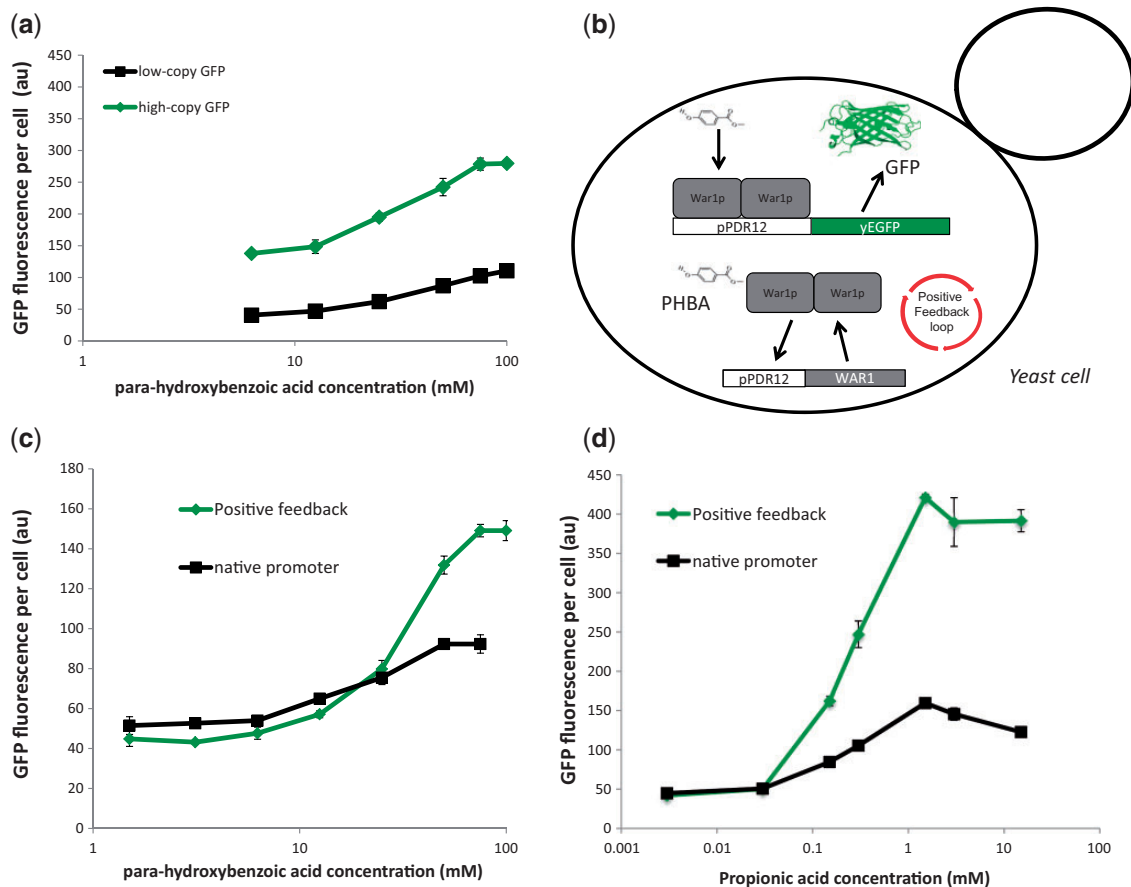 (a)
450
400
350
300
250
200
150
100
50
0
low-copy GFP
high-copy GFP
GFP fluorescence per cell (au)
1
10
100
para-hydroxybenzoic acid concentration (mM)
(b)
GFP
War1p
War1p
pPDR12
yEGFP
PHBA
War1p
War1p
Positive
Feedback
loop
pPDR12
WAR1
Yeast cell
(c)
180
160
140
120
100
80
60
40
20
0
Positive feedback
native promoter
GFP fluorescence per cell (au)
1
10
100
para-hydroxybenzoic acid concentration (mM)
(d)
450
400
350
300
250
200
150
100
50
0
Positive feedback
native promoter
GFP fluorescence per cell (au)
0.001
0.01
0.1
1
10
100
Propionic acid concentration (mM)